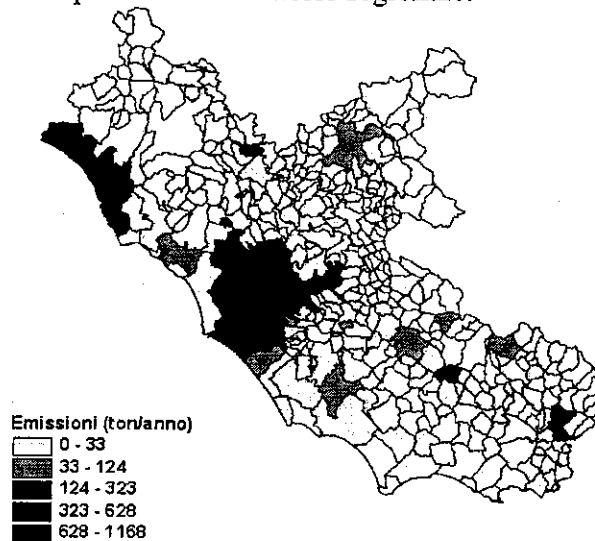 Emissioni (ton/anno)
0 - 33
33 - 124
124 - 323
323 - 628
628 - 1168